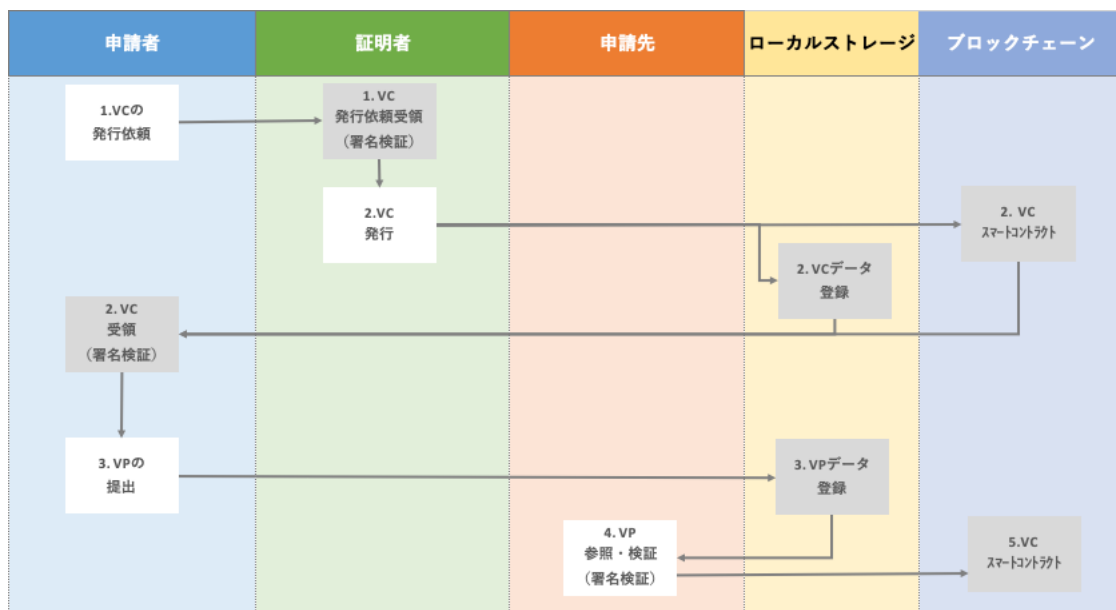 申請者
証明者
申請先
ローカルストレージ
ブロックチェーン
1.VCの
発行依頼
1. VC
発行依頼受領
(署名検証)
2.VC
発行
2. VC
ｽﾏｰﾄｺﾝﾄﾗｸﾄ
2. VCデータ
登録
2. VC
受領
(署名検証)
3. VPの
提出
3. VPデータ
登録
4. VP
参照・検証
(署名検証)
5.VC
ｽﾏｰﾄｺﾝﾄﾗｸﾄ